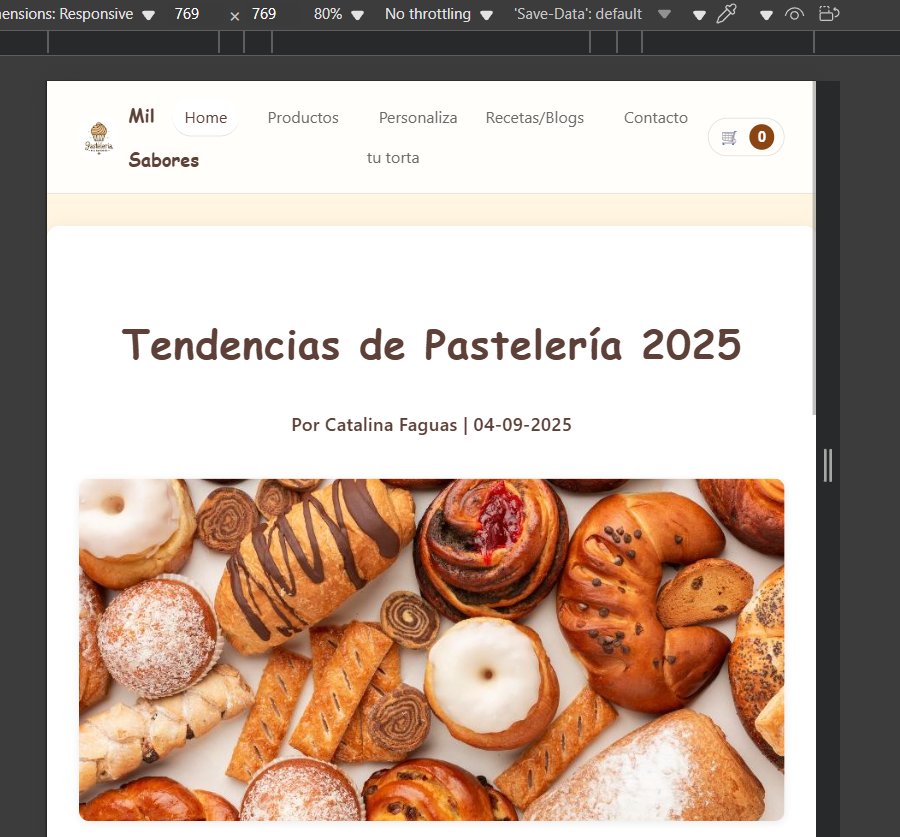 ensions: Responsive 769 × 769 80% No throttling 'Save-Data': default
Mil Home Productos Personaliza Recetas/Blogs Contacto
Pastelería
0
Sabores tu torta
Tendencias de Pastelería 2025
Por Catalina Faguas | 04-09-2025